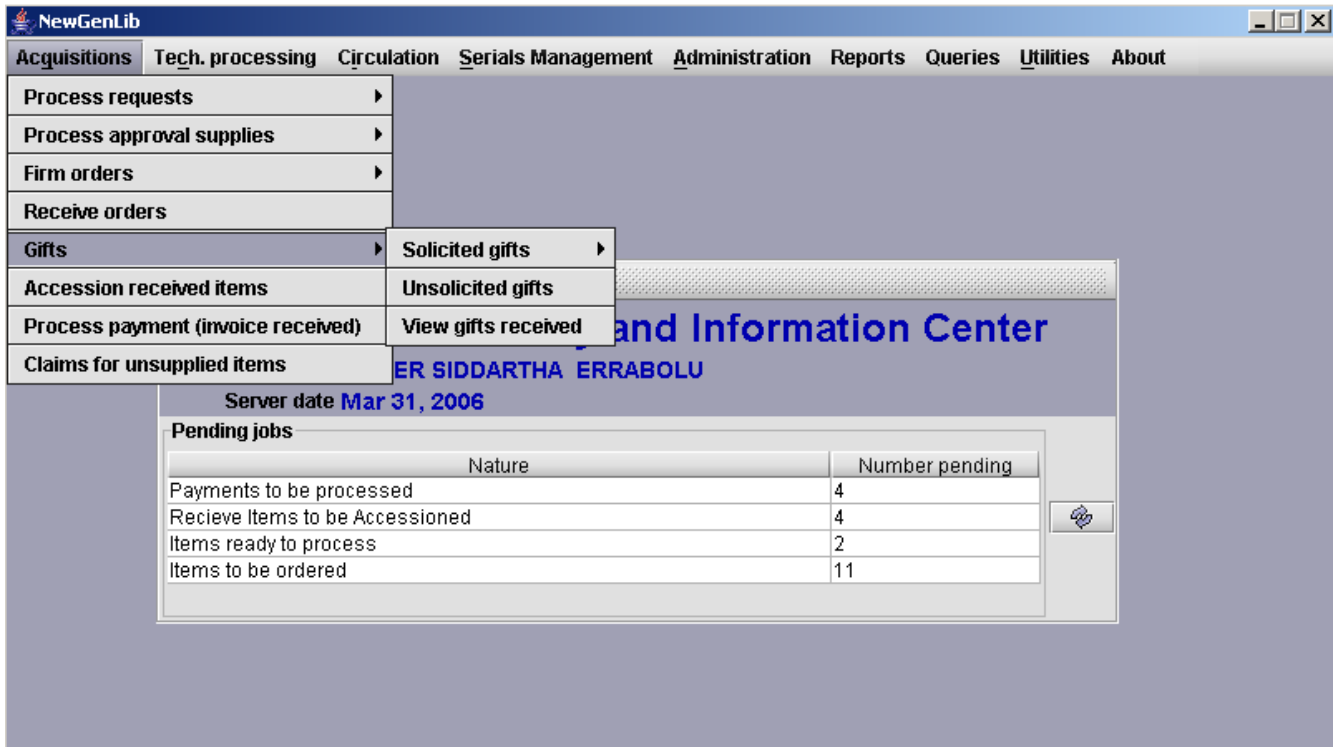 NewGenLib
Acquisitions Tech. processing Circulation Serials Management Administration Reports Queries Utilities About
Process requests
Process approval supplies
Firm orders
Receive orders
Gifts
Accession received items
Process payment (invoice received)
Claims for unsupplied items
Solicited gifts
Unsolicited gifts
View gifts received
and Information Center
ER SIDDARTHA ERRABOLU
Server date Mar 31, 2006
Pending jobs
Nature Number pending
Payments to be processed 4
Recieve Items to be Accessioned 4
Items ready to process 2
Items to be ordered 11